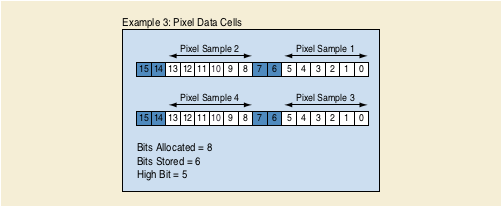 Example 3: Pixel Data Cells
Pixel Sample 2 Pixel Sample 1
15 14 13 12 11 10 9 8 7 6 5 4 3 2 1 0
Pixel Sample 4 Pixel Sample 3
15 14 13 12 11 10 9 8 7 6 5 4 3 2 1 0
Bits Allocated = 8
Bits Stored = 6
High Bit = 5